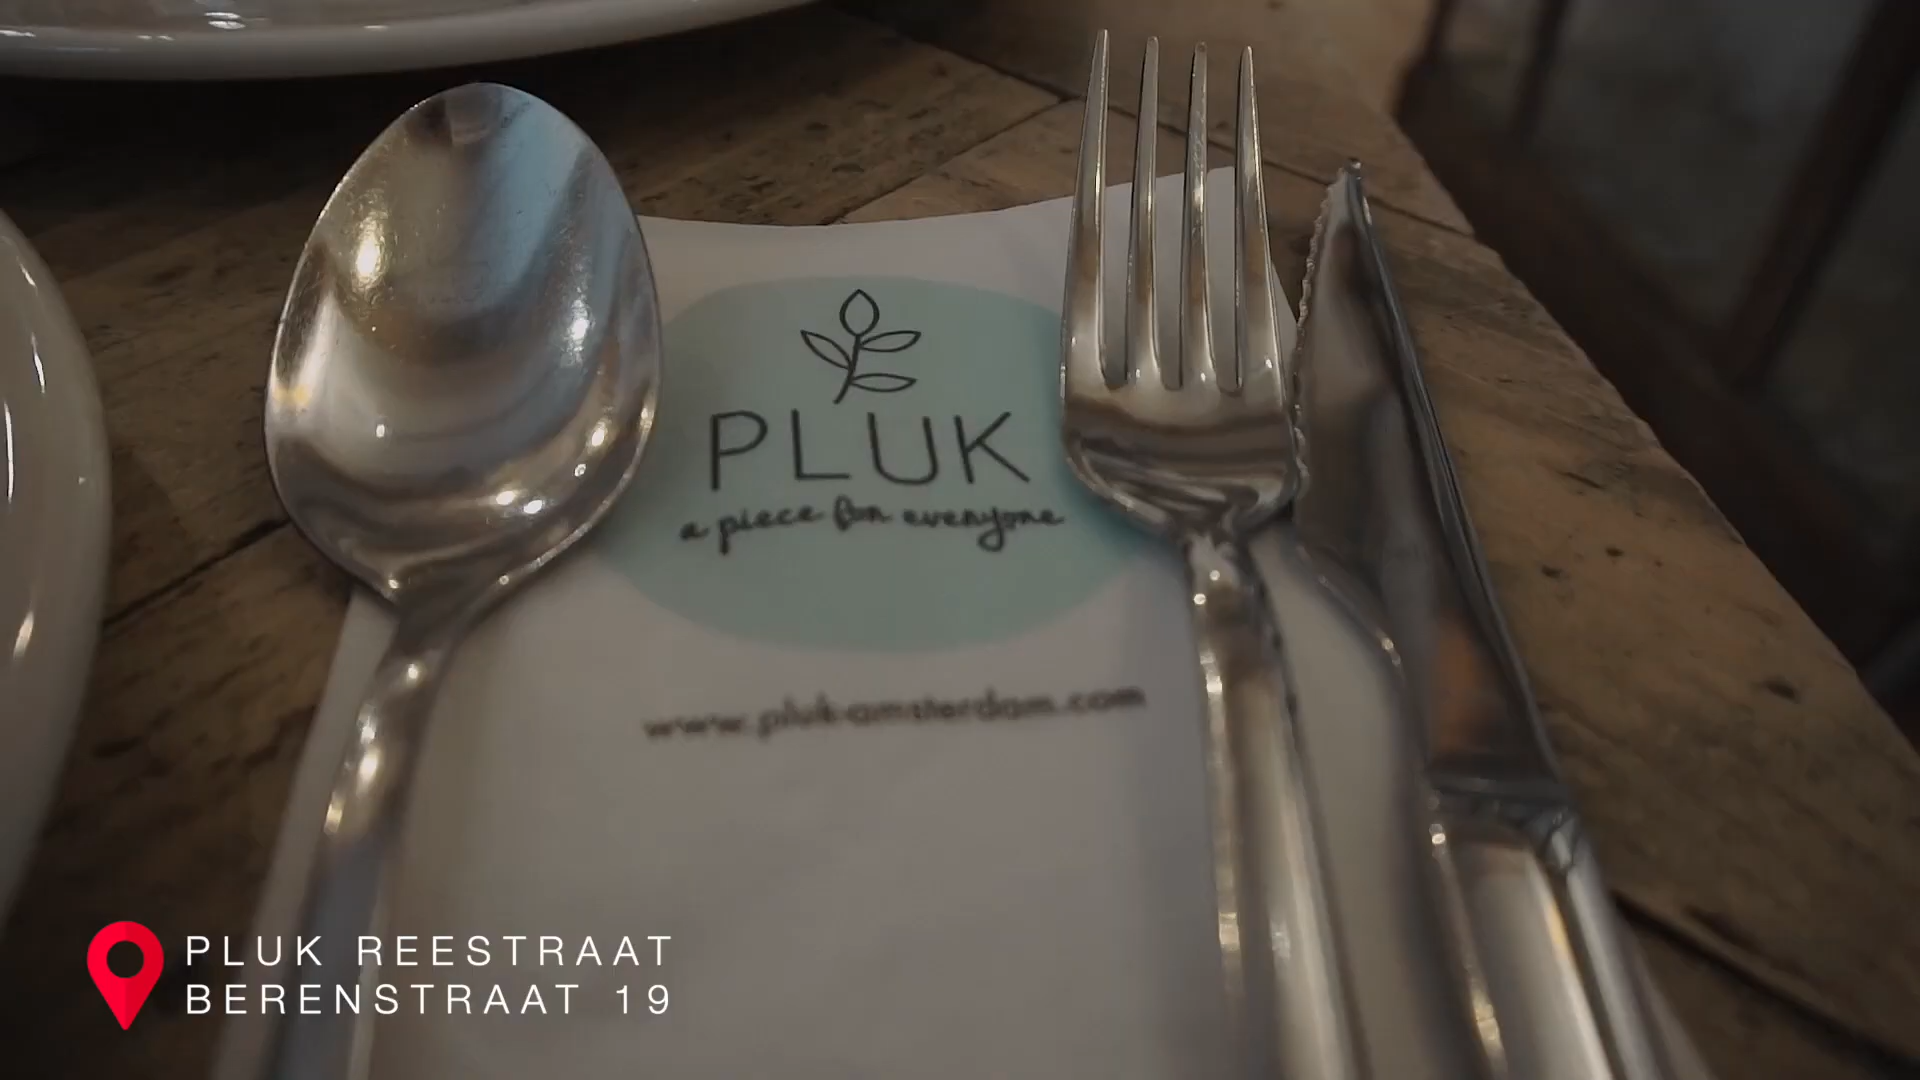 PLUK
a piece for everyone
www.pluk-amsterdam.com
PLUK REESTRAAT
BERENSTRAAT 19